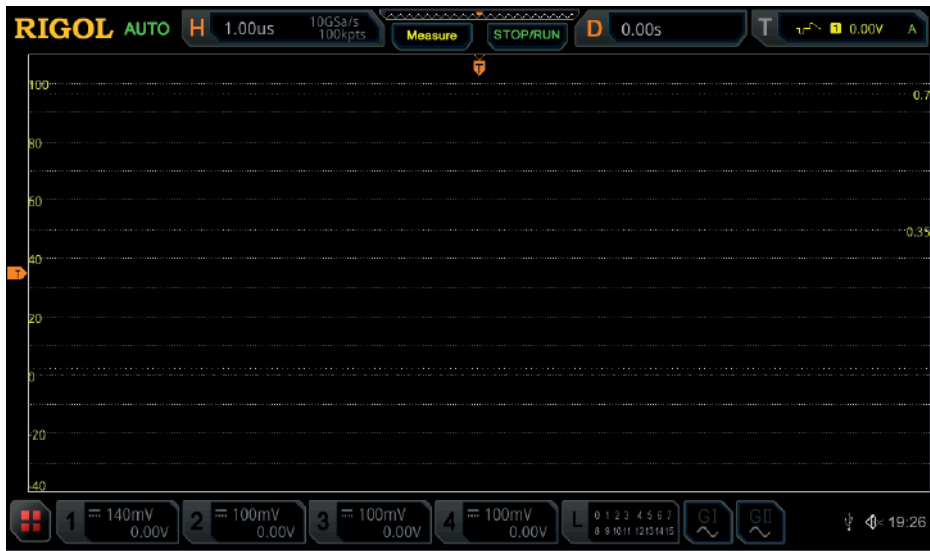 RIGOL AUTO H 1.00us 10GSa/s 100kpts Measure STOP/RUN D 0.00s T 1 0.00V A
T
100
0.7
80
60
0.35
40
T
20
0
-20
-40
1 140mV 0.00V 2 100mV 0.00V 3 100mV 0.00V 4 100mV 0.00V L 0 1 2 3 4 5 6 7 8 9 10 11 12 13 14 15 GI GII 19:26